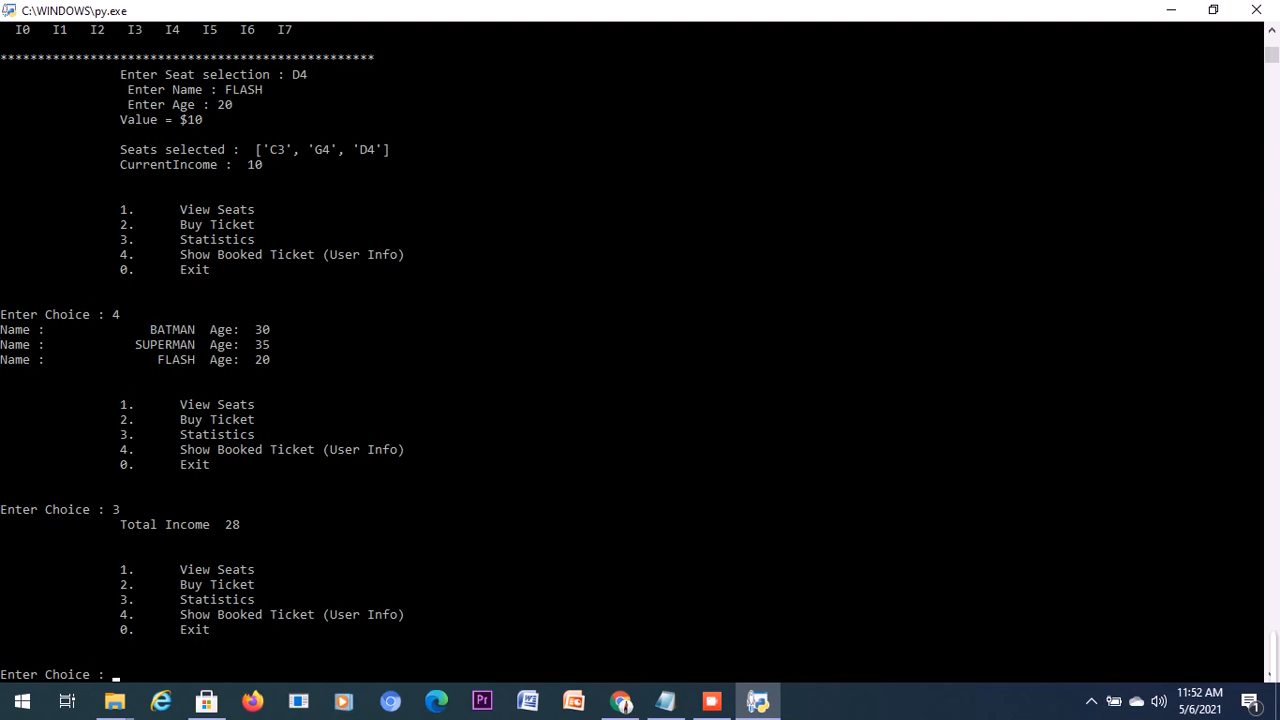 C:\WINDOWS\py.exe
I0 I1 I2 I3 I4 I5 I6 I7
**************************************************
Enter Seat selection : D4
Enter Name : FLASH
Enter Age : 20
Value = $10
Seats selected :  ['C3', 'G4', 'D4']
CurrentIncome :  10
1. View Seats
2. Buy Ticket
3. Statistics
4. Show Booked Ticket (User Info)
0. Exit
Enter Choice : 4
Name : BATMAN Age: 30
Name : SUPERMAN Age: 35
Name : FLASH Age: 20
1. View Seats
2. Buy Ticket
3. Statistics
4. Show Booked Ticket (User Info)
0. Exit
Enter Choice : 3
Total Income  28
1. View Seats
2. Buy Ticket
3. Statistics
4. Show Booked Ticket (User Info)
0. Exit
Enter Choice :
Pr
11:52 AM
5/6/2021
1